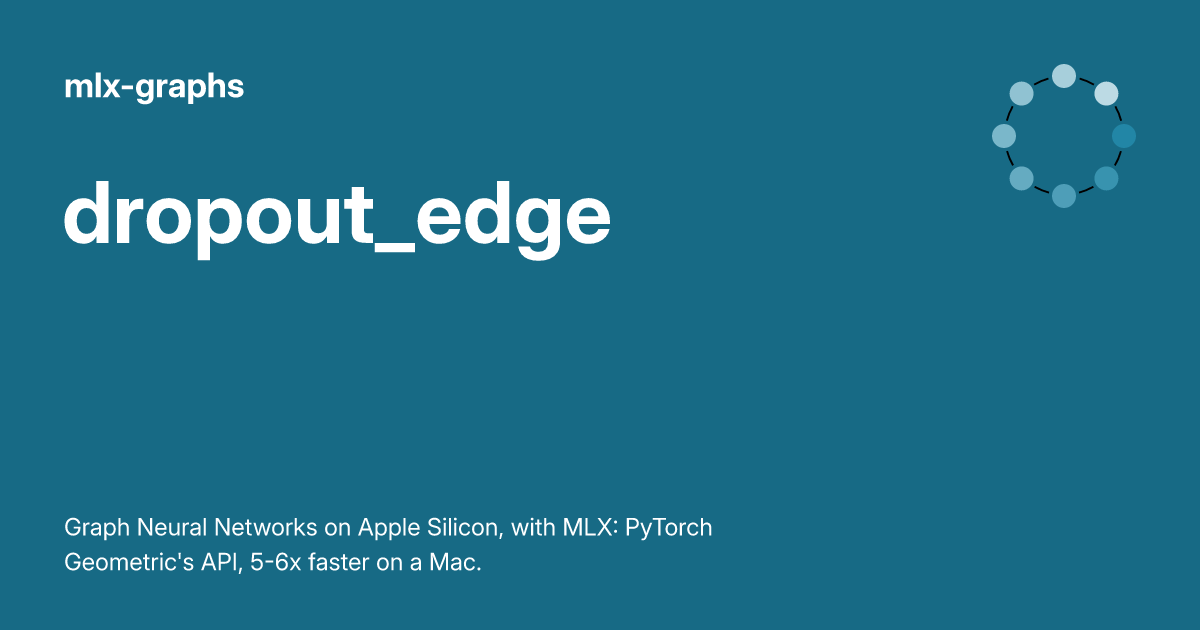 mlx-graphs
dropout_edge
Graph Neural Networks on Apple Silicon, with MLX: PyTorch
Geometric's API, 5-6x faster on a Mac.